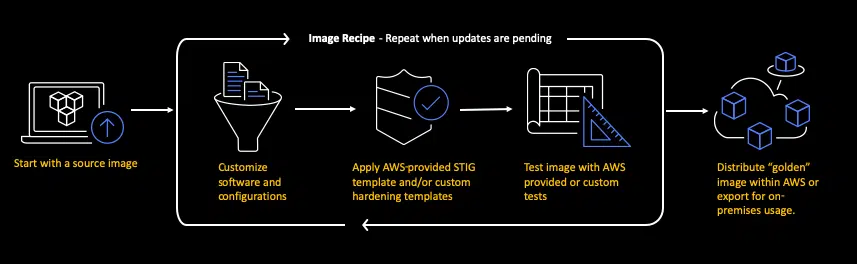 Image Recipe - Repeat when updates are pending
Start with a source image
Customize
software and
configurations
Apply AWS-provided STIG
template and/or custom
hardening templates
Test image with AWS
provided or custom
tests
Distribute “golden”
image within AWS or
export for on-
premises usage.